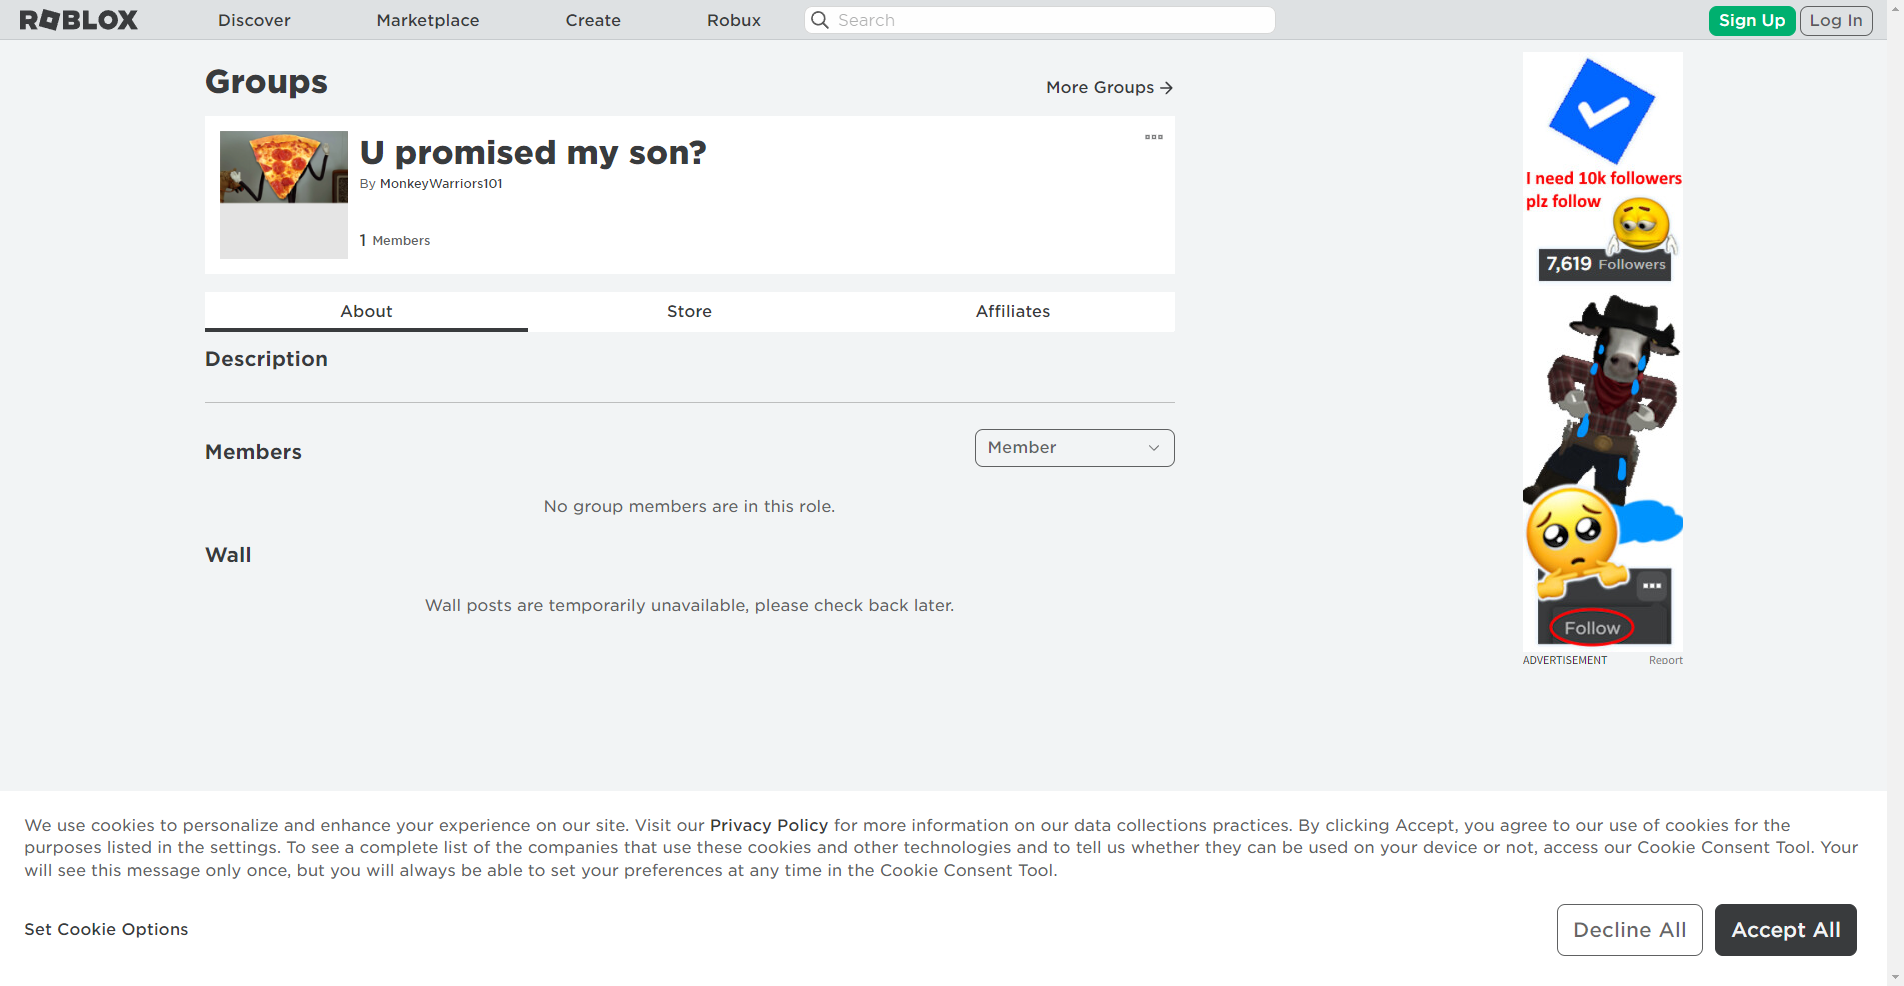 ROBLOX
Discover
Marketplace
Create
Robux
Search
Sign Up
Log In
Groups
More Groups
U promised my son?
By MonkeyWarriors101
1 Members
About
Store
Affiliates
Description
Members
Member
No group members are in this role.
Wall
Wall posts are temporarily unavailable, please check back later.
I need 10k followers
plz follow
7,619 Followers
Follow
ADVERTISEMENT
Report
We use cookies to personalize and enhance your experience on our site. Visit our Privacy Policy for more information on our data collections practices. By clicking Accept, you agree to our use of cookies for the
purposes listed in the settings. To see a complete list of the companies that use these cookies and other technologies and to tell us whether they can be used on your device or not, access our Cookie Consent Tool. Your
will see this message only once, but you will always be able to set your preferences at any time in the Cookie Consent Tool.
Set Cookie Options
Decline All
Accept All